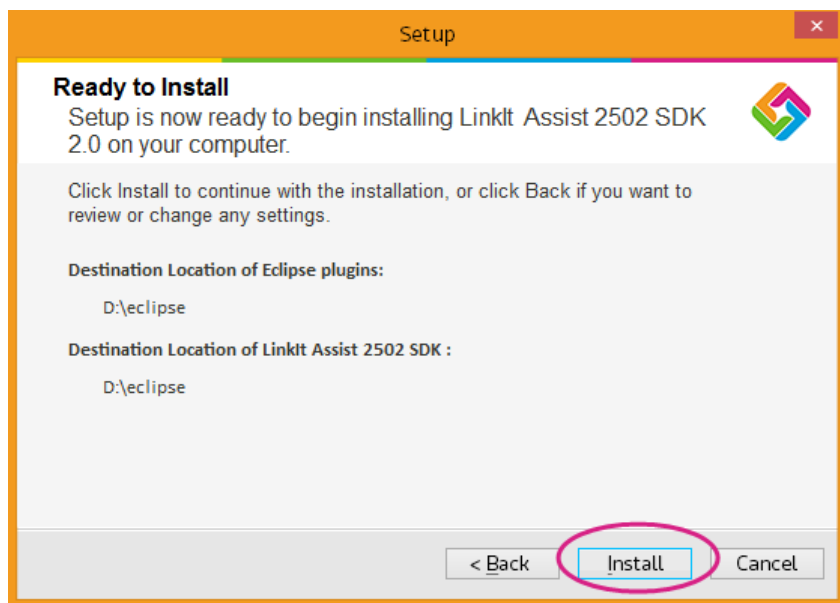 Setup
Ready to Install
Setup is now ready to begin installing LinkIt Assist 2502 SDK
2.0 on your computer.
Click Install to continue with the installation, or click Back if you want to
review or change any settings.
Destination Location of Eclipse plugins:
D:\eclipse
Destination Location of LinkIt Assist 2502 SDK :
D:\eclipse
< Back
Install
Cancel